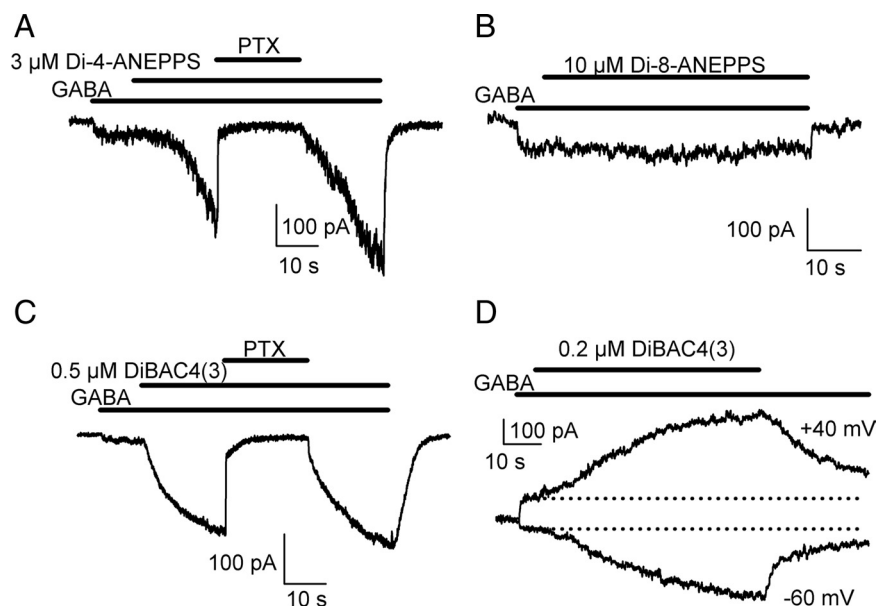 A
PTX
3 μM Di-4-ANEPPS
GABA
100 pA
10 s
B
10 μM Di-8-ANEPPS
GABA
100 pA
10 s
C
PTX
0.5 μM DiBAC4(3)
GABA
100 pA
10 s
D
0.2 μM DiBAC4(3)
GABA
100 pA
10 s
+40 mV
-60 mV